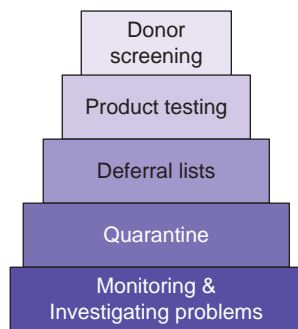 Donor
screening
Product testing
Deferral lists
Quarantine
Monitoring &
Investigating problems